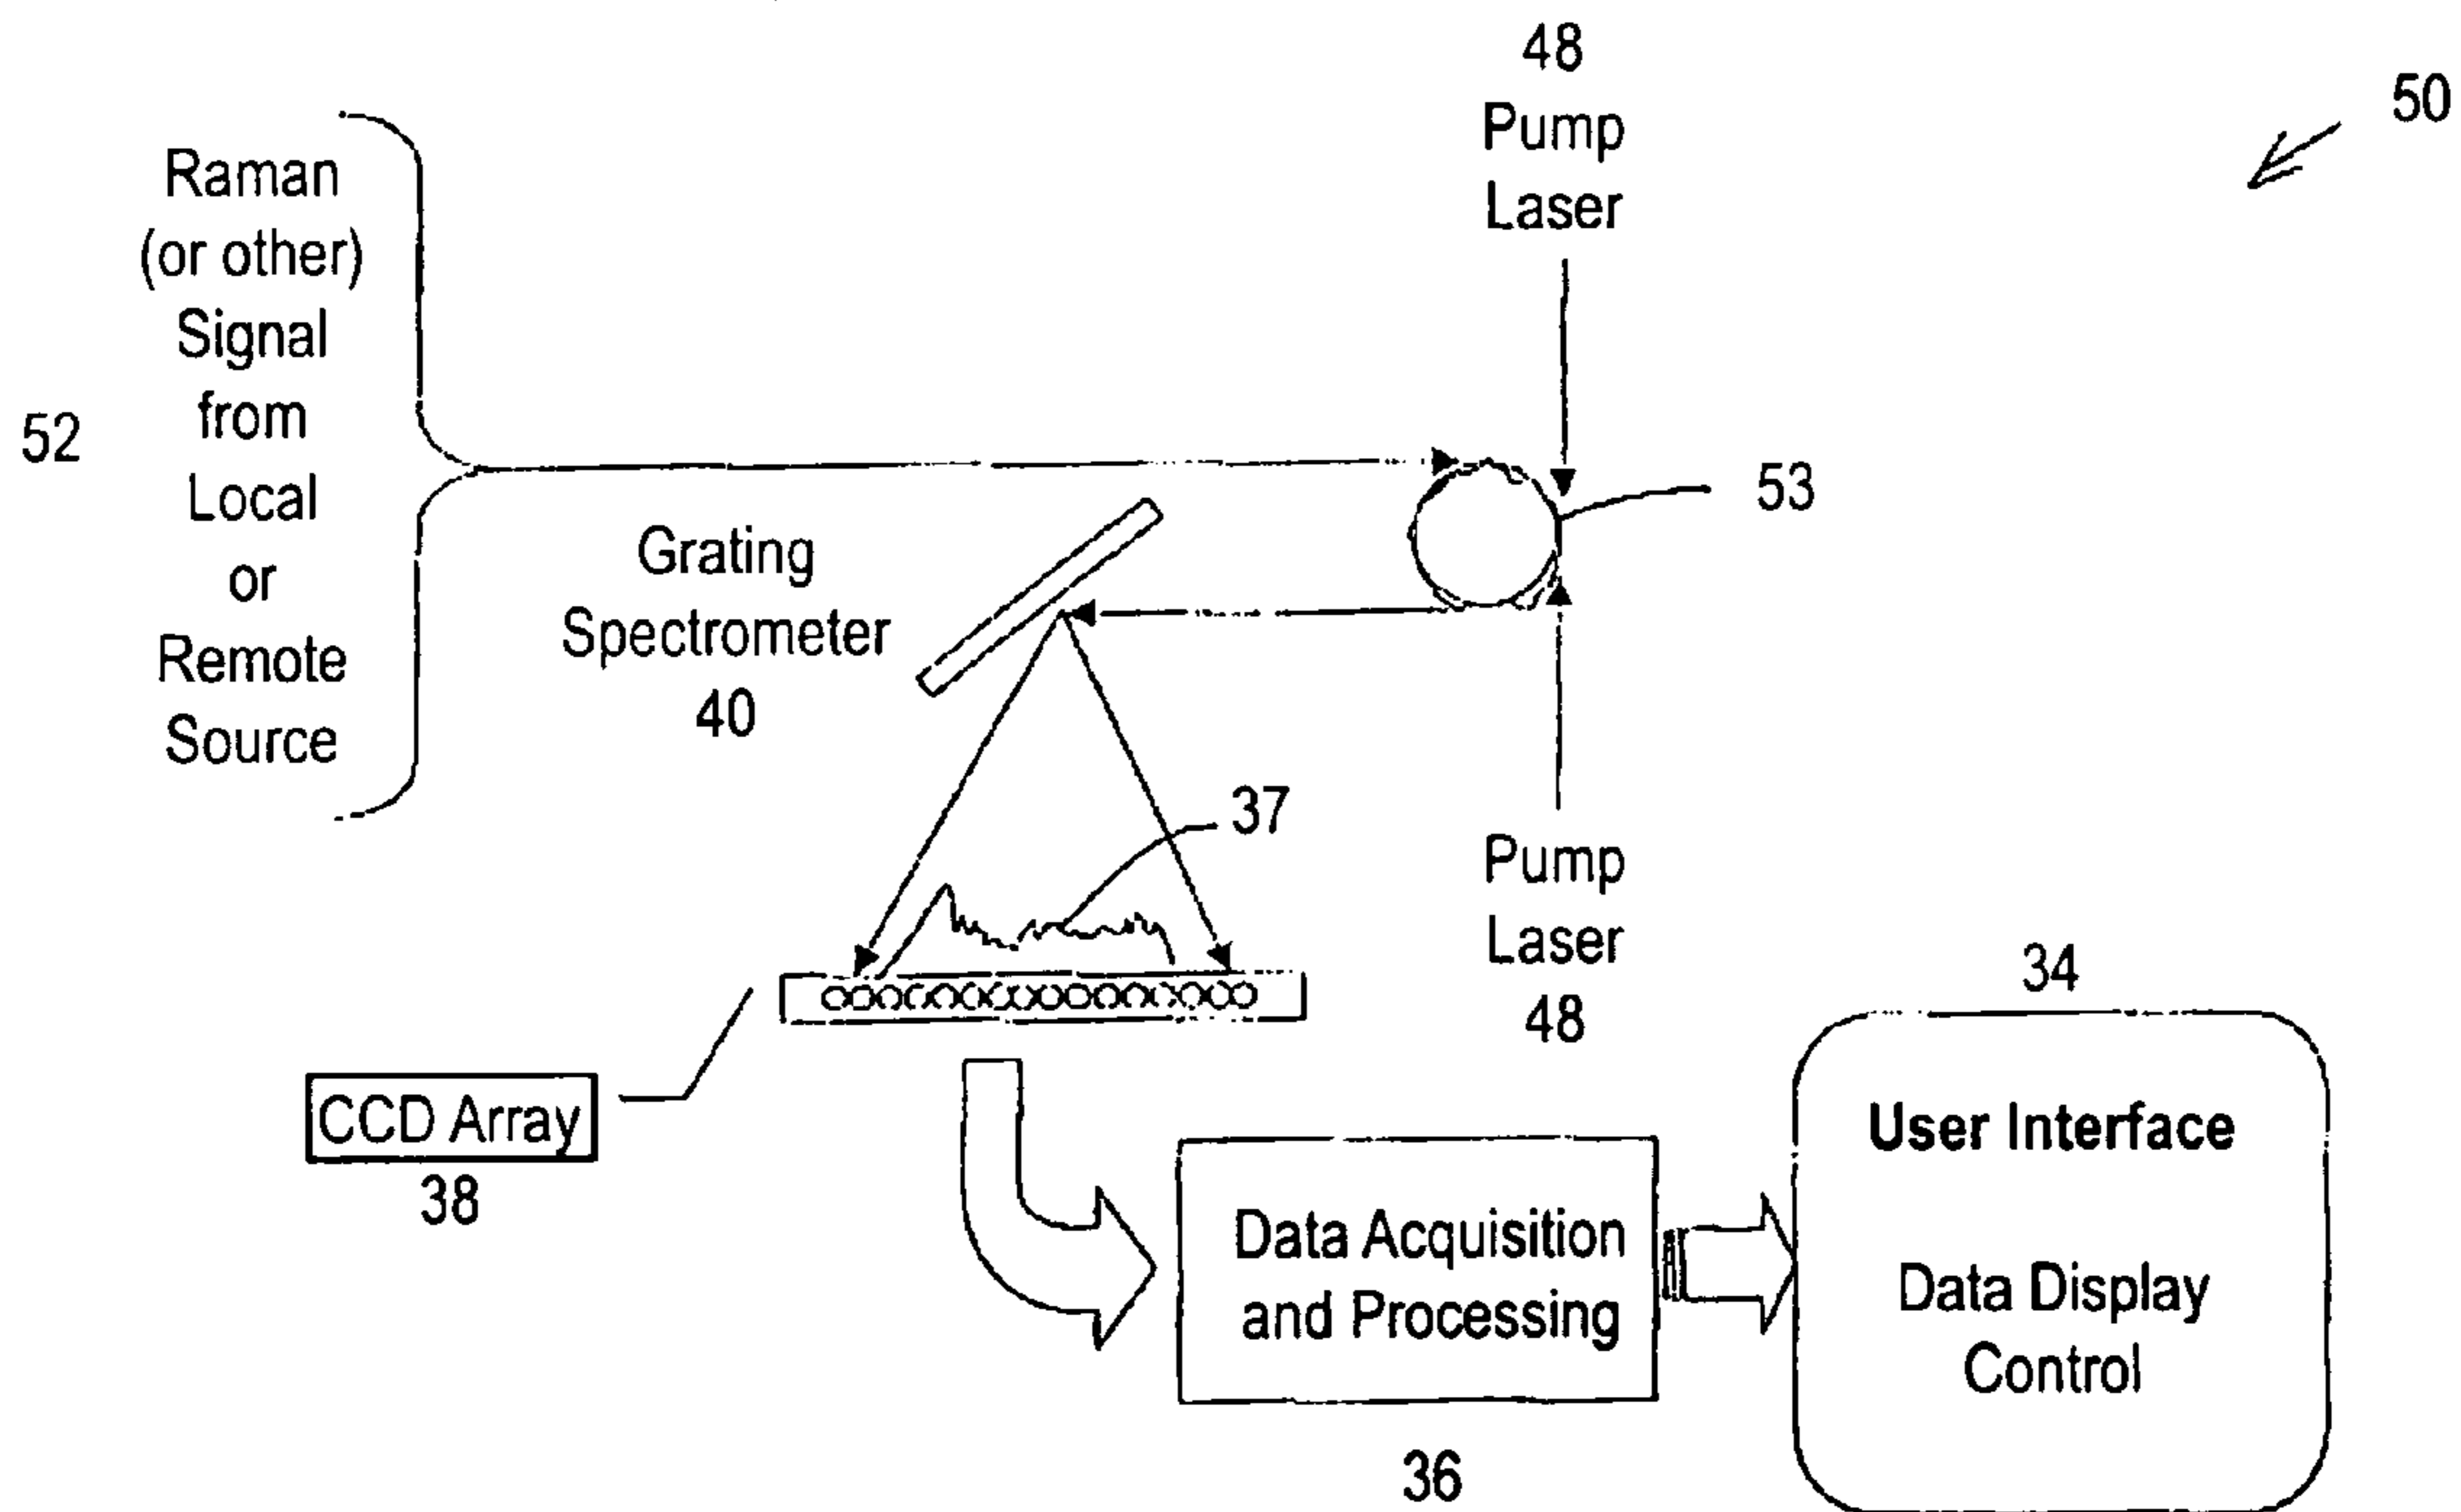 48
Pump
Laser
50
Raman
(or other)
Signal
from
Local
or
Remote
Source
52
53
Grating
Spectrometer
40
37
Pump
Laser
48
CCD Array
38
Data Acquisition
and Processing
36
34
User Interface
Data Display
Control